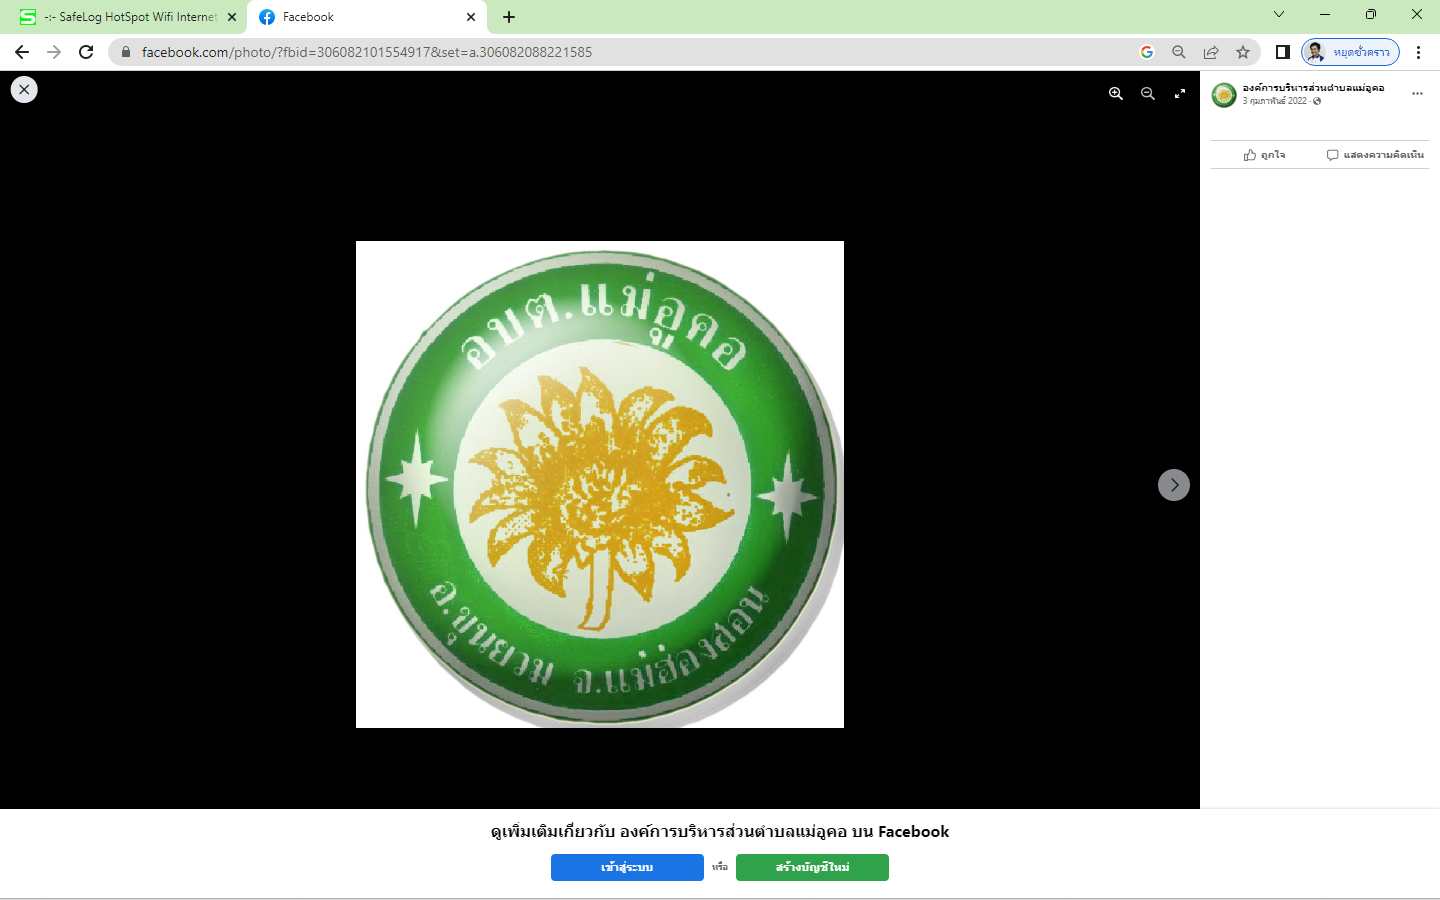 -:- SafeLog HotSpot Wifi Internet
Facebook
facebook.com/photo/?fbid=306082101554917&set=a.306082088221585
หยุดชั่วคราว
องค์การบริหารส่วนตำบลแม่อูคอ
3 กุมภาพันธ์ 2022 ·
ถูกใจ
แสดงความคิดเห็น
อบต.แม่อูคอ
อ.ขุนยวม จ.แม่ฮ่องสอน
ดูเพิ่มเติมเกี่ยวกับ องค์การบริหารส่วนตำบลแม่อูคอ บน Facebook
เข้าสู่ระบบ หรือ สร้างบัญชีใหม่